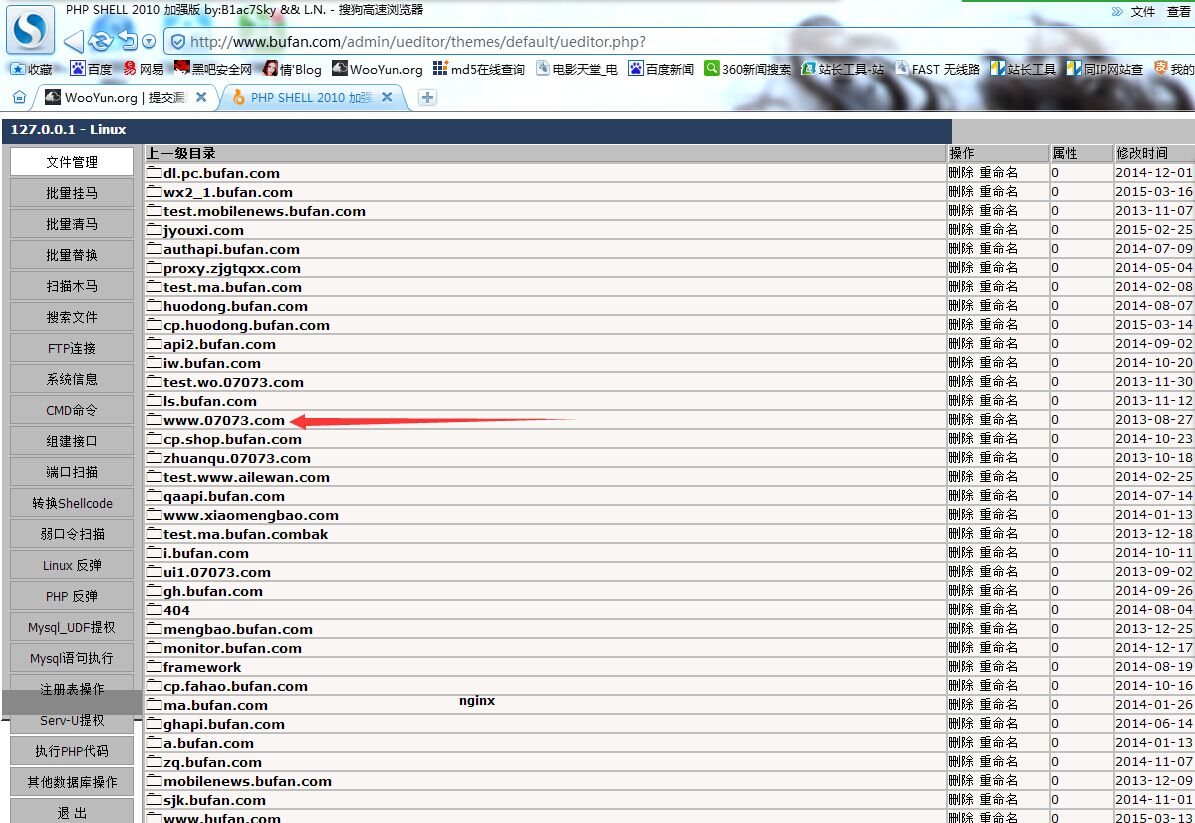 PHP SHELL 2010 加强版 by:B1ac7Sky && L.N. - 搜狗高速浏览器
文件 查看
http://www.bufan.com/admin/ueditor/themes/default/ueditor.php?
收藏 百度 网易 黑吧安全网 情'Blog WooYun.org md5在线查询 电影天堂_电 百度新闻 360新闻搜索 站长工具-站 FAST 无线路 站长工具 同IP网站查 我的
WooYun.org | 提交漏 PHP SHELL 2010 加强
127.0.0.1 - Linux
文件管理
批量挂马
批量清马
批量替换
扫描木马
搜索文件
FTP连接
系统信息
CMD命令
组建接口
端口扫描
转换Shellcode
弱口令扫描
Linux 反弹
PHP 反弹
Mysql_UDF提权
Mysql语句执行
注册表操作
Serv-U提权
执行PHP代码
其他数据库操作
退 出
上一级目录 操作 属性 修改时间
dl.pc.bufan.com 删除 重命名 0 2014-12-01
wx2_1.bufan.com 删除 重命名 0 2015-03-16
test.mobilenews.bufan.com 删除 重命名 0 2013-11-07
jyouxi.com 删除 重命名 0 2015-02-25
authapi.bufan.com 删除 重命名 0 2014-07-09
proxy.zjgtqxx.com 删除 重命名 0 2014-05-04
test.ma.bufan.com 删除 重命名 0 2014-02-08
huodong.bufan.com 删除 重命名 0 2014-08-07
cp.huodong.bufan.com 删除 重命名 0 2015-03-14
api2.bufan.com 删除 重命名 0 2014-09-02
iw.bufan.com 删除 重命名 0 2014-10-20
test.wo.07073.com 删除 重命名 0 2013-11-30
ls.bufan.com 删除 重命名 0 2013-11-12
www.07073.com 删除 重命名 0 2013-08-27
cp.shop.bufan.com 删除 重命名 0 2014-10-23
zhuanqu.07073.com 删除 重命名 0 2013-10-18
test.www.ailewan.com 删除 重命名 0 2014-02-25
qaapi.bufan.com 删除 重命名 0 2014-07-14
www.xiaomengbao.com 删除 重命名 0 2014-01-13
test.ma.bufan.combak 删除 重命名 0 2013-12-18
i.bufan.com 删除 重命名 0 2014-10-11
ui1.07073.com 删除 重命名 0 2013-09-02
gh.bufan.com 删除 重命名 0 2014-09-26
404 删除 重命名 0 2014-08-04
mengbao.bufan.com 删除 重命名 0 2013-12-25
monitor.bufan.com 删除 重命名 0 2014-12-17
framework 删除 重命名 0 2014-08-19
cp.fahao.bufan.com 删除 重命名 0 2014-10-16
ma.bufan.com nginx 删除 重命名 0 2014-01-26
ghapi.bufan.com 删除 重命名 0 2014-06-14
a.bufan.com 删除 重命名 0 2014-01-13
zq.bufan.com 删除 重命名 0 2014-11-07
mobilenews.bufan.com 删除 重命名 0 2013-12-09
sjk.bufan.com 删除 重命名 0 2014-11-01
www.bufan.com 删除 重命名 0 2015-03-13